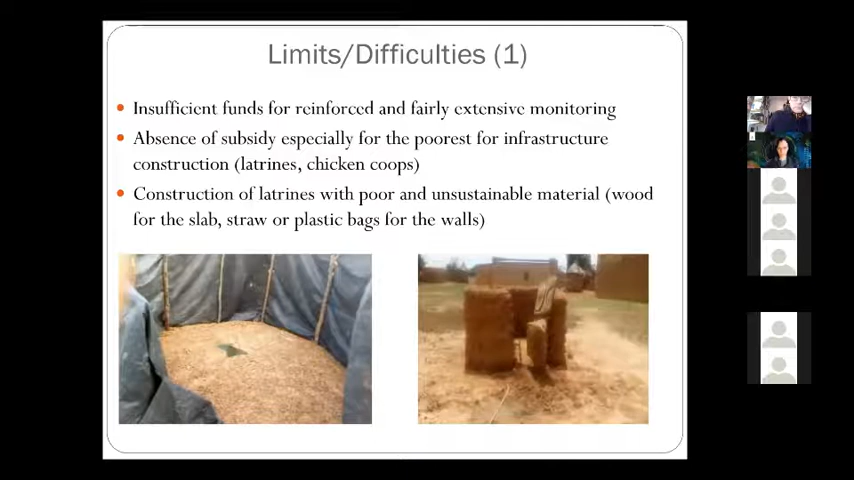 Limits/Difficulties (1)
Insufficient funds for reinforced and fairly extensive monitoring
Absence of subsidy especially for the poorest for infrastructure
construction (latrines, chicken coops)
Construction of latrines with poor and unsustainable material (wood
for the slab, straw or plastic bags for the walls)